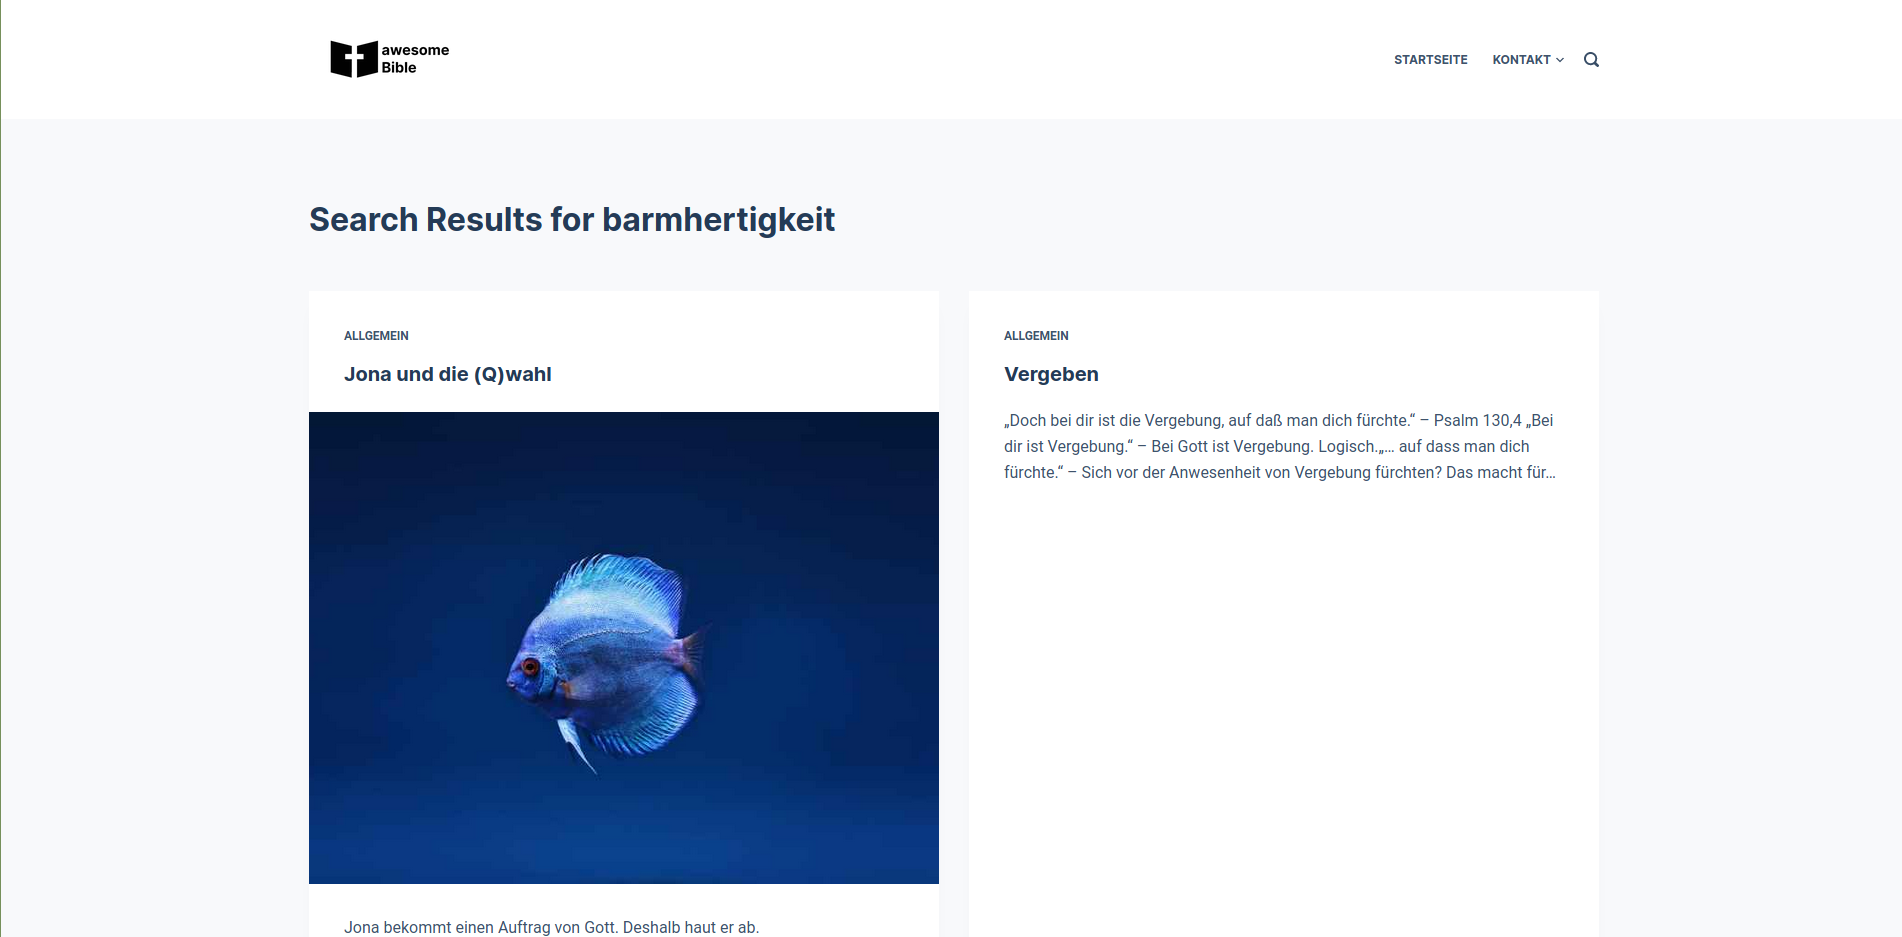 awesome
Bible
STARTSEITE
KONTAKT
Search Results for barmhertigkeit
ALLGEMEIN
Jona und die (Q)wahl
Jona bekommt einen Auftrag von Gott. Deshalb haut er ab.
ALLGEMEIN
Vergeben
„Doch bei dir ist die Vergebung, auf daß man dich fürchte.“ – Psalm 130,4 „Bei
dir ist Vergebung.“ – Bei Gott ist Vergebung. Logisch.„… auf dass man dich
fürchte.“ – Sich vor der Anwesenheit von Vergebung fürchten? Das macht für…